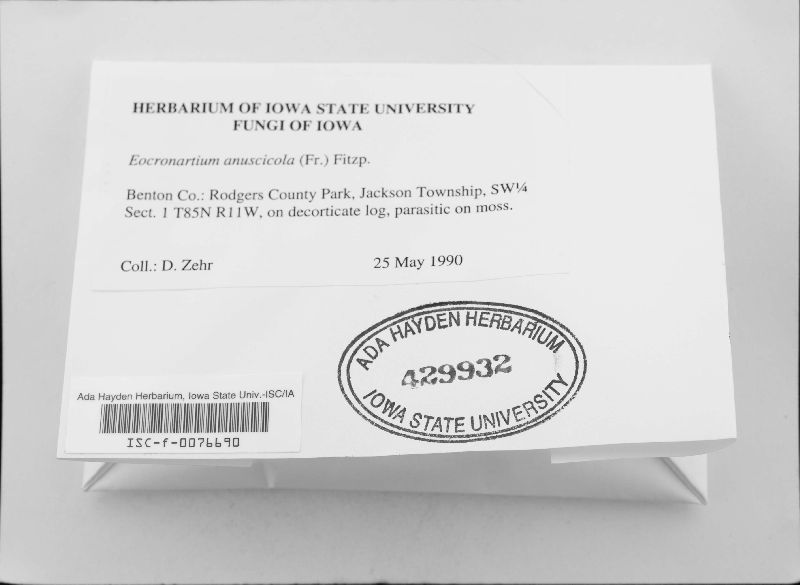 HERBARIUM OF IOWA STATE UNIVERSITY
FUNGI OF IOWA
Eocronartium anuscicola (Fr.) Fitzp.
Benton Co.: Rodgers County Park, Jackson Township, SW¼
Sect. 1 T85N R11W, on decorticate log, parasitic on moss.
Coll.: D. Zehr 25 May 1990
ADA HAYDEN HERBARIUM
429932
IOWA STATE UNIVERSITY
Ada Hayden Herbarium, Iowa State Univ.-ISC/IA
ISC-f-0076690